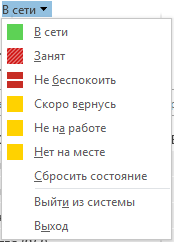 В сети
В сети
Занят
Не беспокоить
Скоро вернусь
Не на работе
Нет на месте
Сбросить состояние
Выйти из системы
Выход